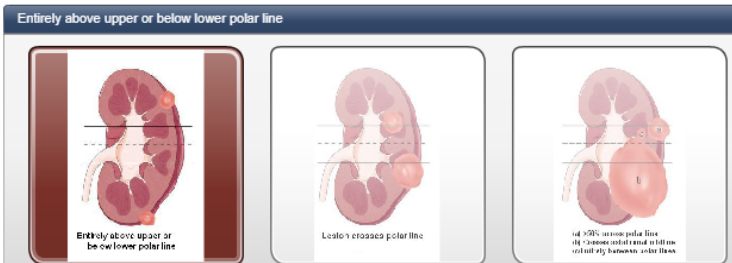 Entirely above upper or below lower polar line
Entirely above upper or
below lower polar line
Lesion crosses polar line
(a) >50% across polar line
(b) crosses axial renal midline
(c) entirely between polar lines